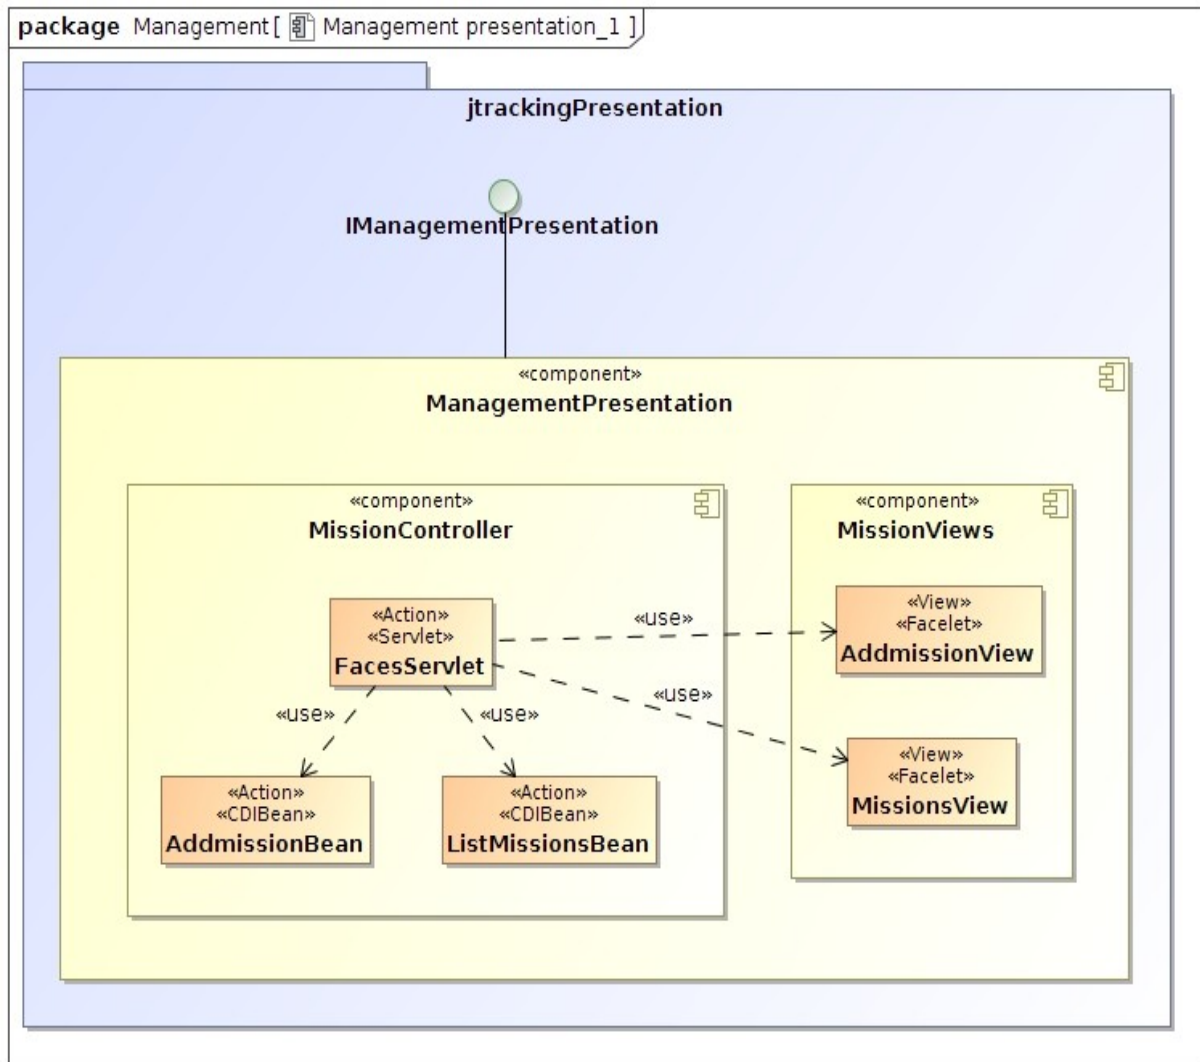 package Management[ Management presentation_1 ]
jtrackingPresentation
IManagementPresentation
«component»
ManagementPresentation
«component»
MissionController
«Action»
«Servlet»
FacesServlet
«use»
«use»
«use»
«use»
«Action»
«CDIBean»
AddmissionBean
«Action»
«CDIBean»
ListMissionsBean
«component»
MissionViews
«View»
«Facelet»
AddmissionView
«View»
«Facelet»
MissionsView